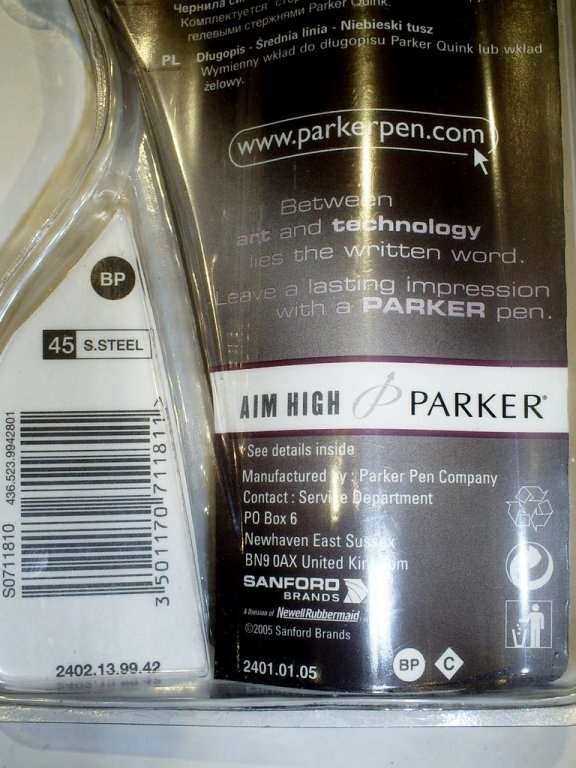 Чернила
Комплектуется
гелевыми стержнями Parker Quink.
PL
Długopis - Średnia linia - Niebieski tusz
Wymienny wkład do długopisu Parker Quink lub wkład
żelowy.
www.parkerpen.com
Between
art and technology
lies the written word.
Leave a lasting impression
with a PARKER pen.
AIM HIGH PARKER
*See details inside
Manufactured by : Parker Pen Company
Contact : Service Department
PO Box 6
Newhaven East Sussex
BN9 0AX United Kingdom
SANFORD
BRANDS
A Division of NewellRubbermaid
©2005 Sanford Brands
2401.01.05
BP C
BP
45 S.STEEL
436.523.9942801
S0711810
3 501170 711811 >
2402.13.99.42